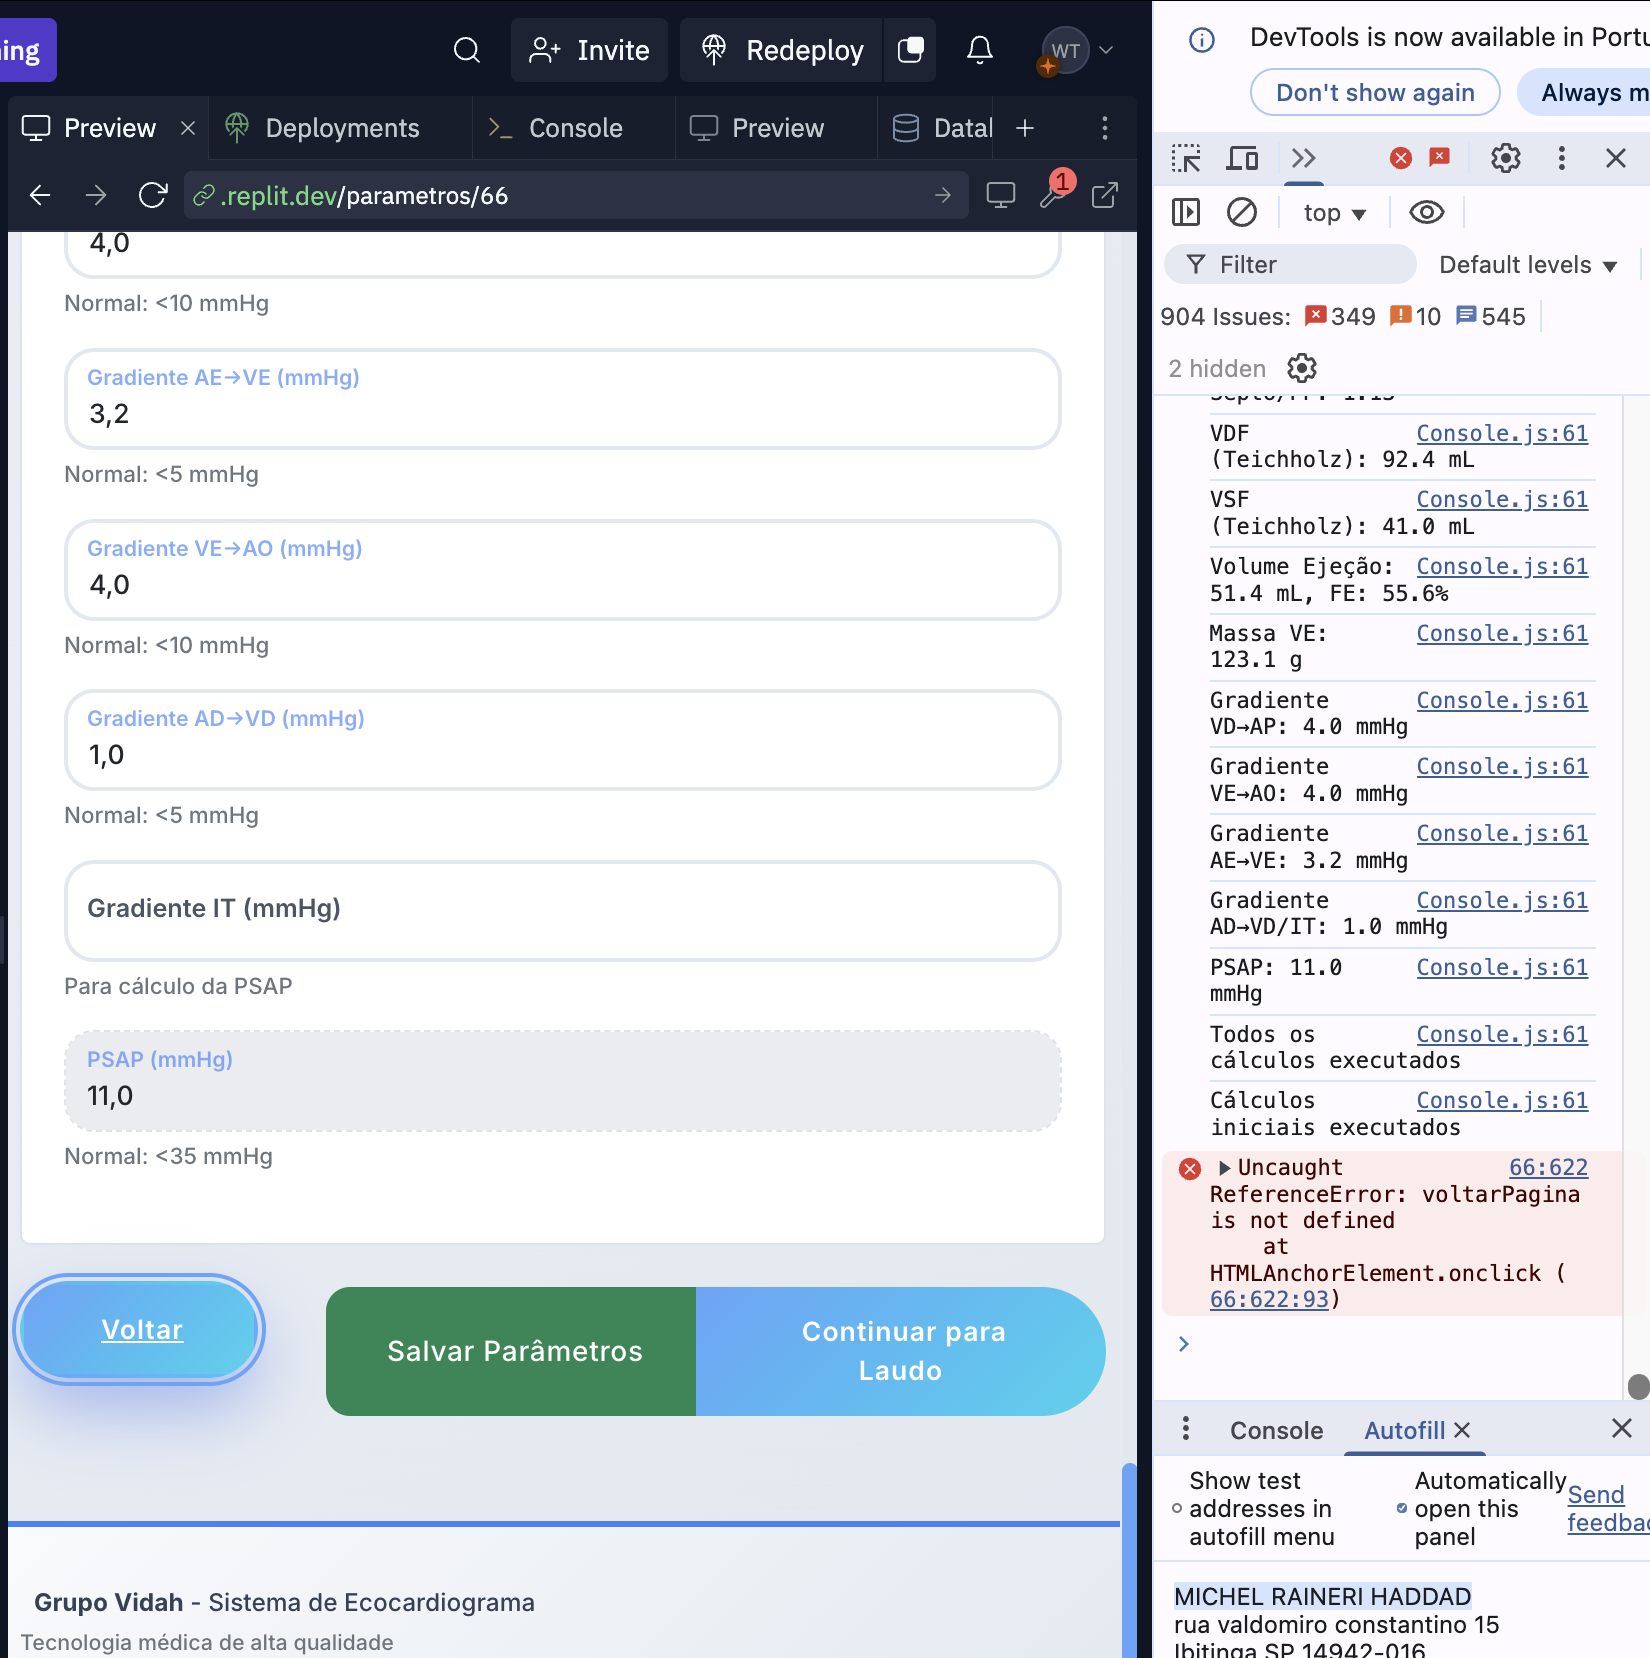 ing
Invite
Redeploy
WT
Preview
Deployments
Console
Preview
Datal
.replit.dev/parametros/66
1
4,0
Normal: <10 mmHg
Gradiente AE→VE (mmHg)
3,2
Normal: <5 mmHg
Gradiente VE→AO (mmHg)
4,0
Normal: <10 mmHg
Gradiente AD→VD (mmHg)
1,0
Normal: <5 mmHg
Gradiente IT (mmHg)
Para cálculo da PSAP
PSAP (mmHg)
11,0
Normal: <35 mmHg
Voltar
Salvar Parâmetros
Continuar para
Laudo
Grupo Vidah - Sistema de Ecocardiograma
Tecnologia médica de alta qualidade
DevTools is now available in Portu
Don't show again
Always m
top
Filter
Default levels
904 Issues: 349 10 545
2 hidden
Septo/PP: 1.13
VDF Console.js:61
(Teichholz): 92.4 mL
VSF Console.js:61
(Teichholz): 41.0 mL
Volume Ejeção: Console.js:61
51.4 mL, FE: 55.6%
Massa VE: Console.js:61
123.1 g
Gradiente Console.js:61
VD→AP: 4.0 mmHg
Gradiente Console.js:61
VE→AO: 4.0 mmHg
Gradiente Console.js:61
AE→VE: 3.2 mmHg
Gradiente Console.js:61
AD→VD/IT: 1.0 mmHg
PSAP: 11.0 Console.js:61
mmHg
Todos os Console.js:61
cálculos executados
Cálculos Console.js:61
iniciais executados
Uncaught 66:622
ReferenceError: voltarPagina
is not defined
at
HTMLAnchorElement.onclick (
66:622:93)
Console
Autofill
Show test
addresses in
autofill menu
Automatically
open this
panel
Send
feedbac
MICHEL RAINERI HADDAD
rua valdomiro constantino 15
Ibitinga SP 14942-016